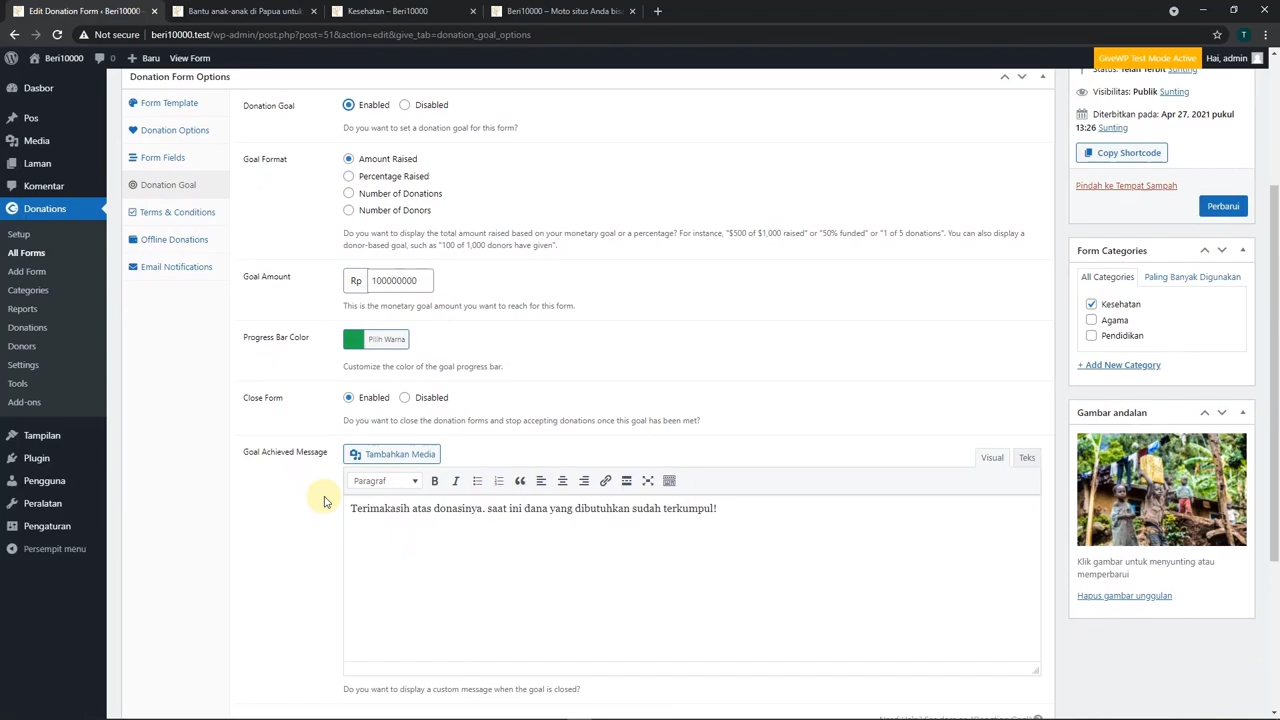 Edit Donation Form ‹ Beri10000 —
Bantu anak-anak di Papua untuk
Kesehatan – Beri10000
Beri10000 – Moto situs Anda bisa
Not secure
beri10000.test/wp-admin/post.php?post=51&action=edit&give_tab=donation_goal_options
T
Beri10000
0
Baru
View Form
GiveWP Test Mode Active
Hai, admin
Dasbor
Pos
Media
Laman
Komentar
Donations
Setup
All Forms
Add Form
Categories
Reports
Donations
Donors
Settings
Tools
Add-ons
Tampilan
Plugin
Pengguna
Peralatan
Pengaturan
Persempit menu
Donation Form Options
Form Template
Donation Options
Form Fields
Donation Goal
Terms & Conditions
Offline Donations
Email Notifications
Donation Goal
Enabled
Disabled
Do you want to set a donation goal for this form?
Goal Format
Amount Raised
Percentage Raised
Number of Donations
Number of Donors
Do you want to display the total amount raised based on your monetary goal or a percentage? For instance, "$500 of $1,000 raised" or "50% funded" or "1 of 5 donations". You can also display a
donor-based goal, such as "100 of 1,000 donors have given".
Goal Amount
Rp
100000000
This is the monetary goal amount you want to reach for this form.
Progress Bar Color
Pilih Warna
Customize the color of the goal progress bar.
Close Form
Enabled
Disabled
Do you want to close the donation forms and stop accepting donations once this goal has been met?
Goal Achieved Message
Tambahkan Media
Visual
Teks
Paragraf
Terimakasih atas donasinya. saat ini dana yang dibutuhkan sudah terkumpul!
Do you want to display a custom message when the goal is closed?
Status: Telah Terbit Sunting
Visibilitas: Publik Sunting
Diterbitkan pada: Apr 27, 2021 pukul
13:26 Sunting
Copy Shortcode
Pindah ke Tempat Sampah
Perbarui
Form Categories
All Categories
Paling Banyak Digunakan
Kesehatan
Agama
Pendidikan
+ Add New Category
Gambar andalan
Klik gambar untuk menyunting atau
memperbarui
Hapus gambar unggulan